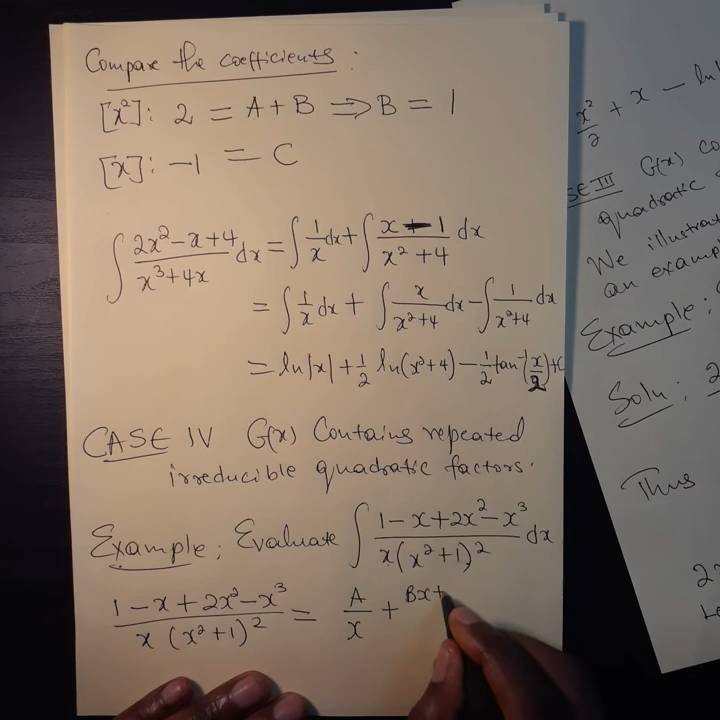 Compare the coefficients :
[x²]: 2 = A + B ⟹ B = 1
[x]: -1 = C
∫ (2x² - x + 4)/(x³ + 4x) dx = ∫ 1/x dx + ∫ (x - 1)/(x² + 4) dx
= ∫ 1/x dx + ∫ x/(x² + 4) dx - ∫ 1/(x² + 4) dx
= ln|x| + 1/2 ln(x² + 4) - 1/2 tan⁻¹(x/2) + C
CASE IV G(x) Contains repeated
irreducible quadratic factors.
Example; Evaluate ∫ (1 - x + 2x² - x³)/(x(x² + 1)²) dx
(1 - x + 2x² - x³)/(x (x² + 1)²) = A/x + Bx+
x²/2 + x - ln
SE III G(x) co
quadratic
We illustra
an examp
Example;
Soln; 2
Thus
2